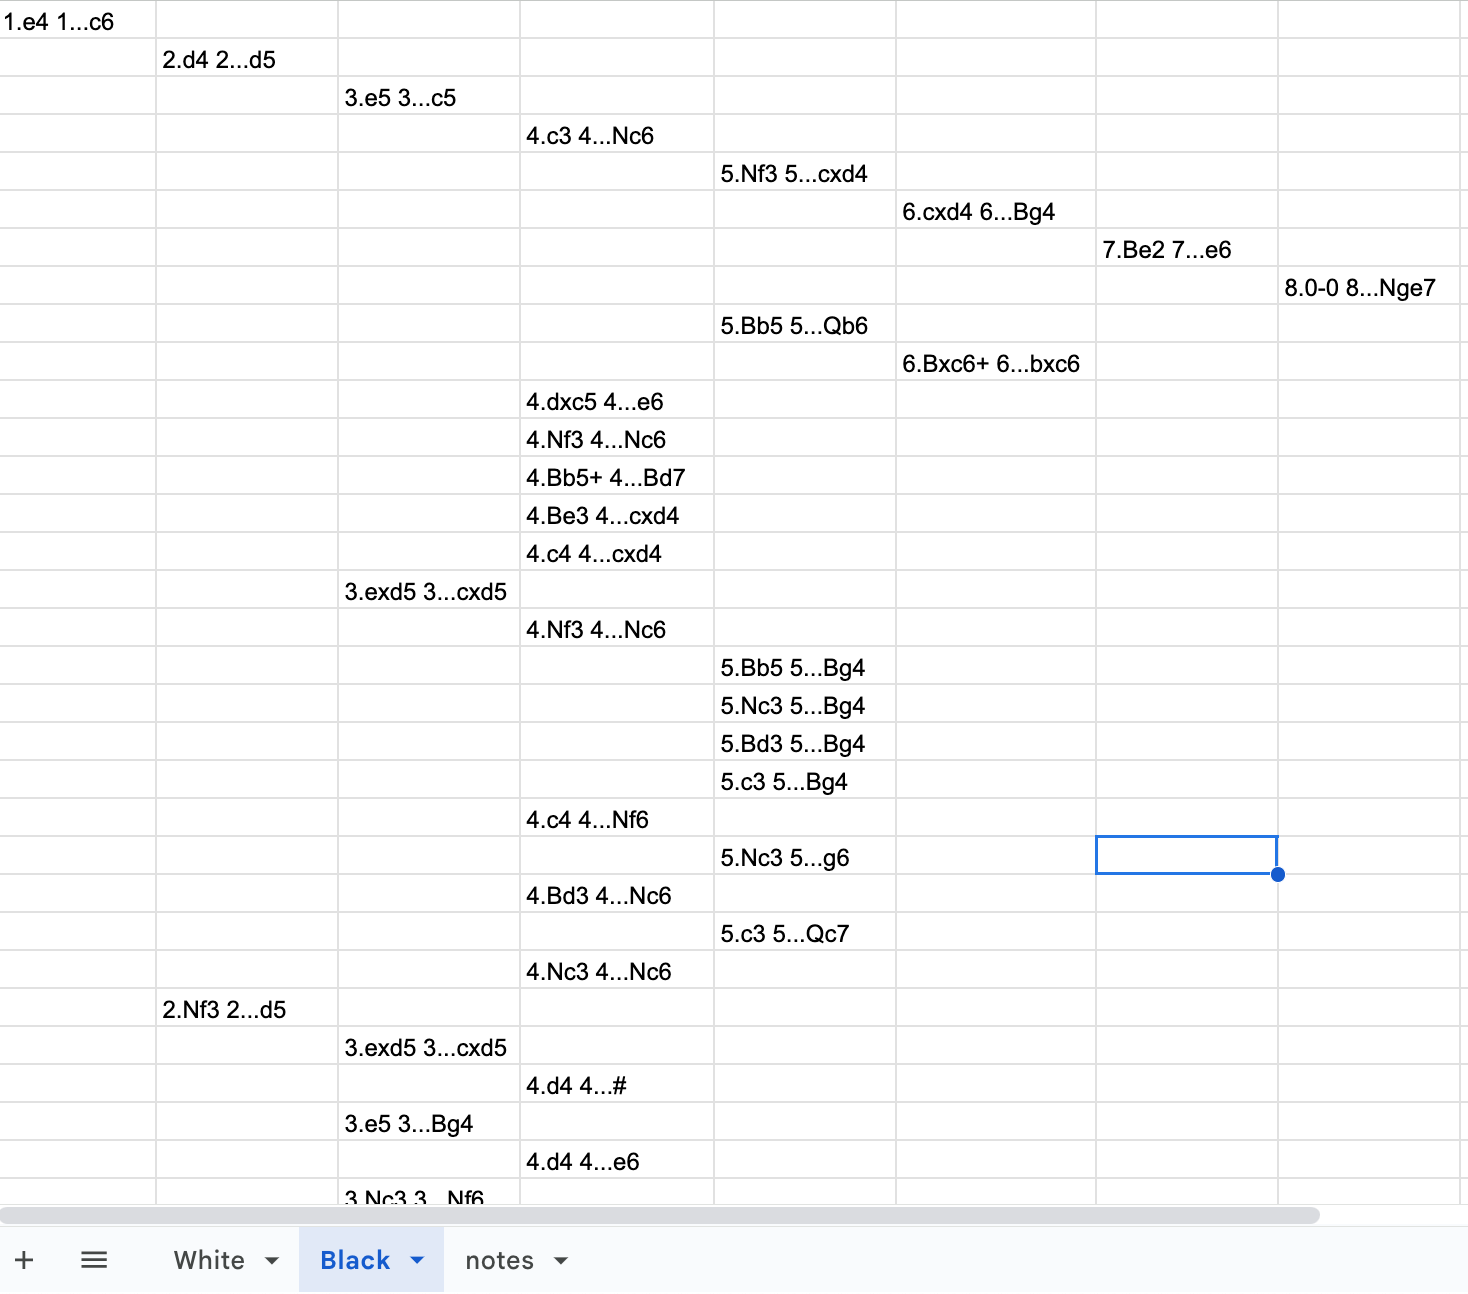 1.e4 1...c6
2.d4 2...d5
3.e5 3...c5
4.c3 4...Nc6
5.Nf3 5...cxd4
6.cxd4 6...Bg4
7.Be2 7...e6
8.0-0 8...Nge7
5.Bb5 5...Qb6
6.Bxc6+ 6...bxc6
4.dxc5 4...e6
4.Nf3 4...Nc6
4.Bb5+ 4...Bd7
4.Be3 4...cxd4
4.c4 4...cxd4
3.exd5 3...cxd5
4.Nf3 4...Nc6
5.Bb5 5...Bg4
5.Nc3 5...Bg4
5.Bd3 5...Bg4
5.c3 5...Bg4
4.c4 4...Nf6
5.Nc3 5...g6
4.Bd3 4...Nc6
5.c3 5...Qc7
4.Nc3 4...Nc6
2.Nf3 2...d5
3.exd5 3...cxd5
4.d4 4...#
3.e5 3...Bg4
4.d4 4...e6
3.Nc3 3...Nf6
White Black notes